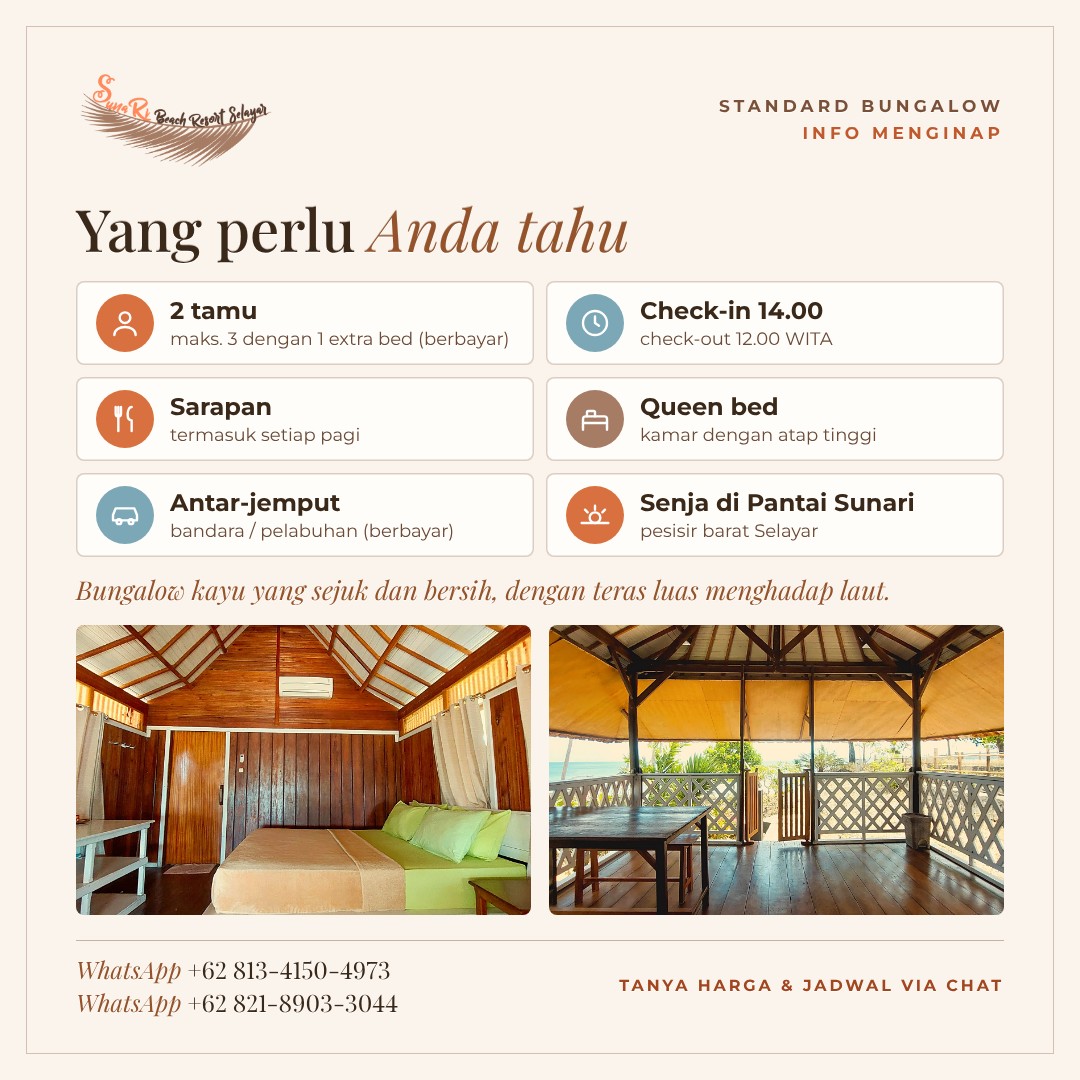 SunaRi Beach Resort Selayar
STANDARD BUNGALOW
INFO MENGINAP
Yang perlu Anda tahu
2 tamu
maks. 3 dengan 1 extra bed (berbayar)
Check-in 14.00
check-out 12.00 WITA
Sarapan
termasuk setiap pagi
Queen bed
kamar dengan atap tinggi
Antar-jemput
bandara / pelabuhan (berbayar)
Senja di Pantai Sunari
pesisir barat Selayar
Bungalow kayu yang sejuk dan bersih, dengan teras luas menghadap laut.
WhatsApp +62 813-4150-4973
WhatsApp +62 821-8903-3044
TANYA HARGA & JADWAL VIA CHAT